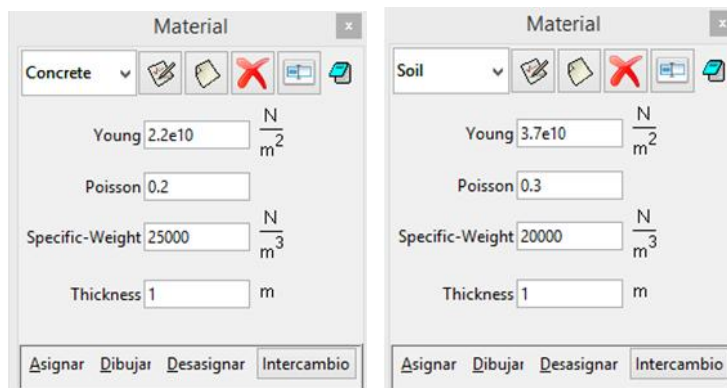 Material x
Concrete
Young 2.2e10 N/m²
Poisson 0.2
Specific-Weight 25000 N/m³
Thickness 1 m
Asignar Dibujar Desasignar Intercambio
Material x
Soil
Young 3.7e10 N/m²
Poisson 0.3
Specific-Weight 20000 N/m³
Thickness 1 m
Asignar Dibujar Desasignar Intercambio